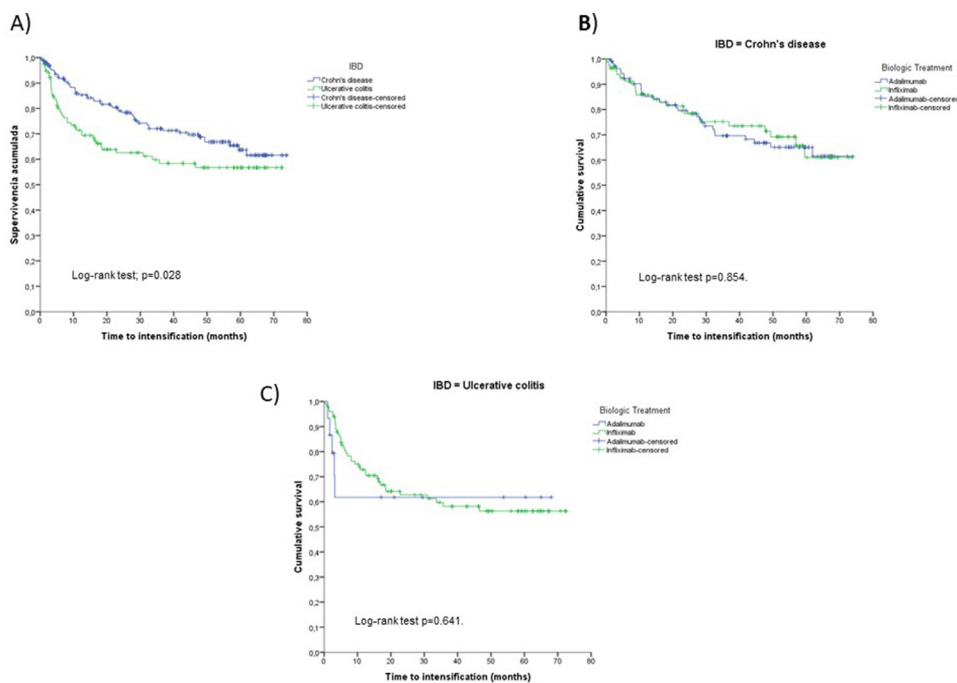 A)
Supervivencia acumulada
1,0
0,9
0,8
0,7
0,6
0,5
0,4
0,3
0,2
0,1
0,0
0 10 20 30 40 50 60 70 80
Time to intensification (months)
Log-rank test; p=0.028
IBD
Crohn's disease
Ulcerative colitis
Crohn's disease-censored
Ulcerative colitis-censored
B)
IBD = Crohn's disease
Cumulative survival
1,0
0,9
0,8
0,7
0,6
0,5
0,4
0,3
0,2
0,1
0,0
0 10 20 30 40 50 60 70 80
Time to intensification (months)
Log-rank test p=0.854.
Biologic Treatment
Adalimumab
Infliximab
Adalimumab-censored
Infliximab-censored
C)
IBD = Ulcerative colitis
Cumulative survival
1,0
0,9
0,8
0,7
0,6
0,5
0,4
0,3
0,2
0,1
0,0
0 10 20 30 40 50 60 70 80
Time to intensification (months)
Log-rank test p=0.641.
Biologic Treatment
Adalimumab
Infliximab
Adalimumab-censored
Infliximab-censored